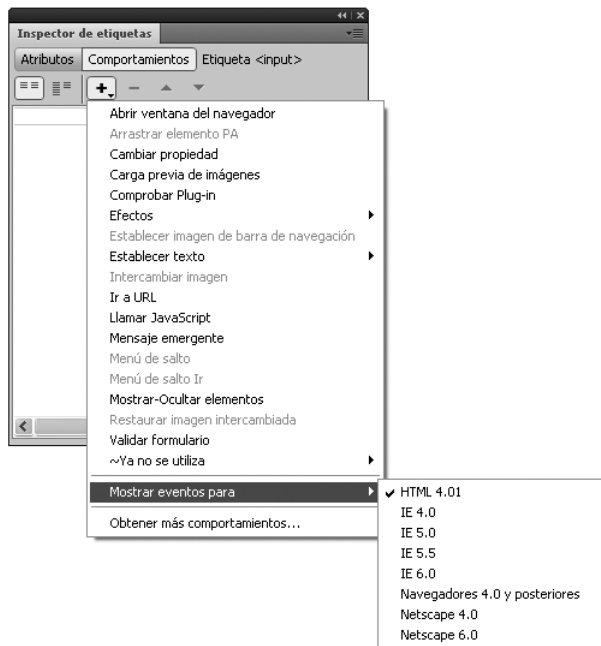 Inspector de etiquetas
Atributos Comportamientos Etiqueta <input>
Abrir ventana del navegador
Arrastrar elemento PA
Cambiar propiedad
Carga previa de imágenes
Comprobar Plug-in
Efectos
Establecer imagen de barra de navegación
Establecer texto
Intercambiar imagen
Ir a URL
Llamar JavaScript
Mensaje emergente
Menú de salto
Menú de salto Ir
Mostrar-Ocultar elementos
Restaurar imagen intercambiada
Validar formulario
~Ya no se utiliza
Mostrar eventos para
Obtener más comportamientos...
HTML 4.01
IE 4.0
IE 5.0
IE 5.5
IE 6.0
Navegadores 4.0 y posteriores
Netscape 4.0
Netscape 6.0